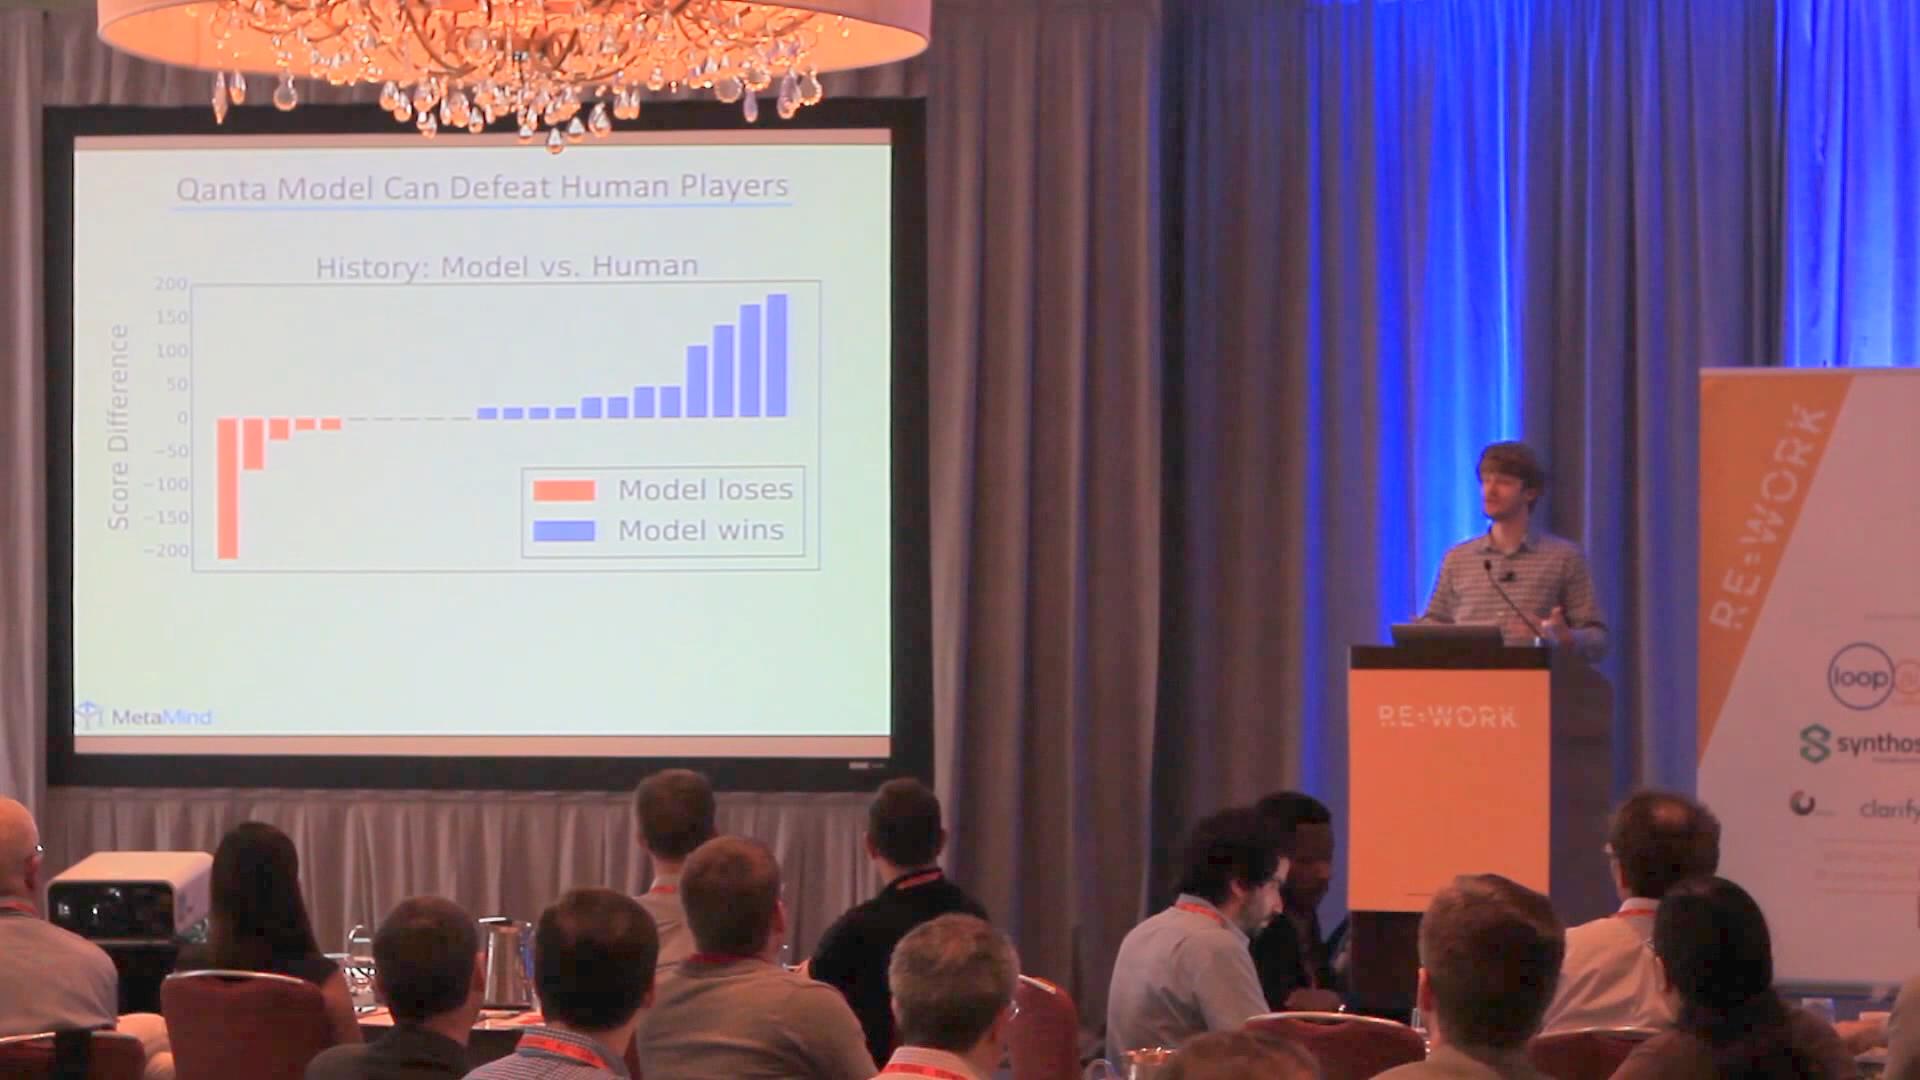 Qanta Model Can Defeat Human Players
History: Model vs. Human
200
150
100
50
0
−50
−100
−150
−200
Score Difference
Model loses
Model wins
MetaMind
RE•WORK
RE•WORK
loop
synthos
clarify